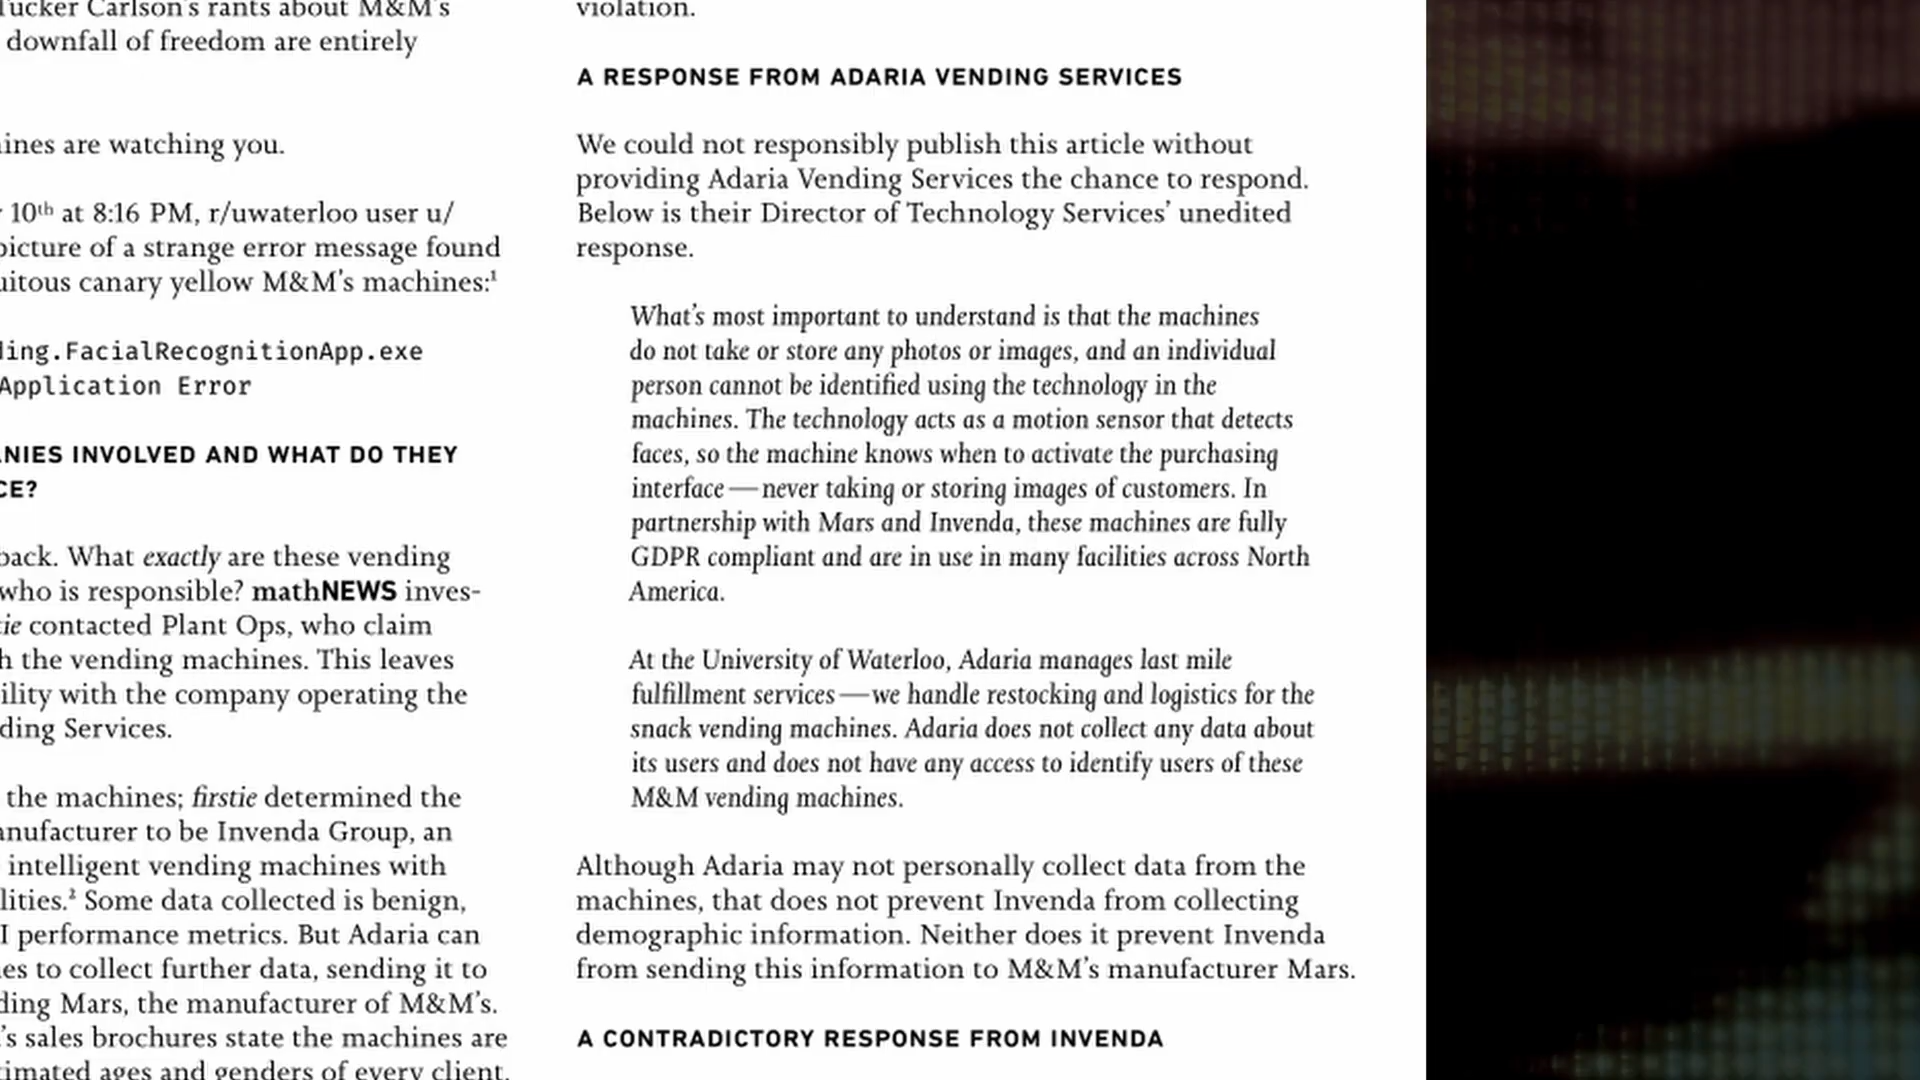 Tucker Carlson's rants about M&M's
downfall of freedom are entirely
are watching you.
10th at 8:16 PM, r/uwaterloo user u/
picture of a strange error message found
canary yellow M&M's machines:¹
ding.FacialRecognitionApp.exe
Application Error
INVOLVED AND WHAT DO THEY
back. What exactly are these vending
who is responsible? mathNEWS inves-
contacted Plant Ops, who claim
the vending machines. This leaves
with the company operating the
Services.
the machines; firstie determined the
to be Invenda Group, an
intelligent vending machines with
Some data collected is benign,
performance metrics. But Adaria can
to collect further data, sending it to
Mars, the manufacturer of M&M's.
sales brochures state the machines are
ages and genders of every client.
violation.
A RESPONSE FROM ADARIA VENDING SERVICES
We could not responsibly publish this article without
providing Adaria Vending Services the chance to respond.
Below is their Director of Technology Services' unedited
response.
What's most important to understand is that the machines
do not take or store any photos or images, and an individual
person cannot be identified using the technology in the
machines. The technology acts as a motion sensor that detects
faces, so the machine knows when to activate the purchasing
interface—never taking or storing images of customers. In
partnership with Mars and Invenda, these machines are fully
GDPR compliant and are in use in many facilities across North
America.
At the University of Waterloo, Adaria manages last mile
fulfillment services—we handle restocking and logistics for the
snack vending machines. Adaria does not collect any data about
its users and does not have any access to identify users of these
M&M vending machines.
Although Adaria may not personally collect data from the
machines, that does not prevent Invenda from collecting
demographic information. Neither does it prevent Invenda
from sending this information to M&M's manufacturer Mars.
A CONTRADICTORY RESPONSE FROM INVENDA